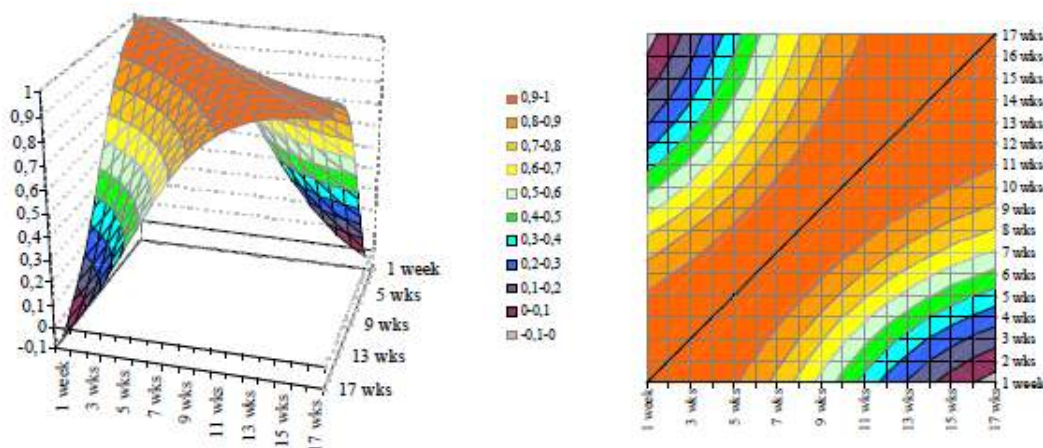 1
0,9
0,8
0,7
0,6
0,5
0,4
0,3
0,2
0,1
0
-0,1
1 week
3 wks
5 wks
7 wks
9 wks
11 wks
13 wks
15 wks
17 wks
1 week
5 wks
9 wks
13 wks
17 wks
0,9-1
0,8-0,9
0,7-0,8
0,6-0,7
0,5-0,6
0,4-0,5
0,3-0,4
0,2-0,3
0,1-0,2
0-0,1
-0,1-0
17 wks
16 wks
15 wks
14 wks
13 wks
12 wks
11 wks
10 wks
9 wks
8 wks
7 wks
6 wks
5 wks
4 wks
3 wks
2 wks
1 week
1 week
3 wks
5 wks
7 wks
9 wks
11 wks
13 wks
15 wks
17 wks